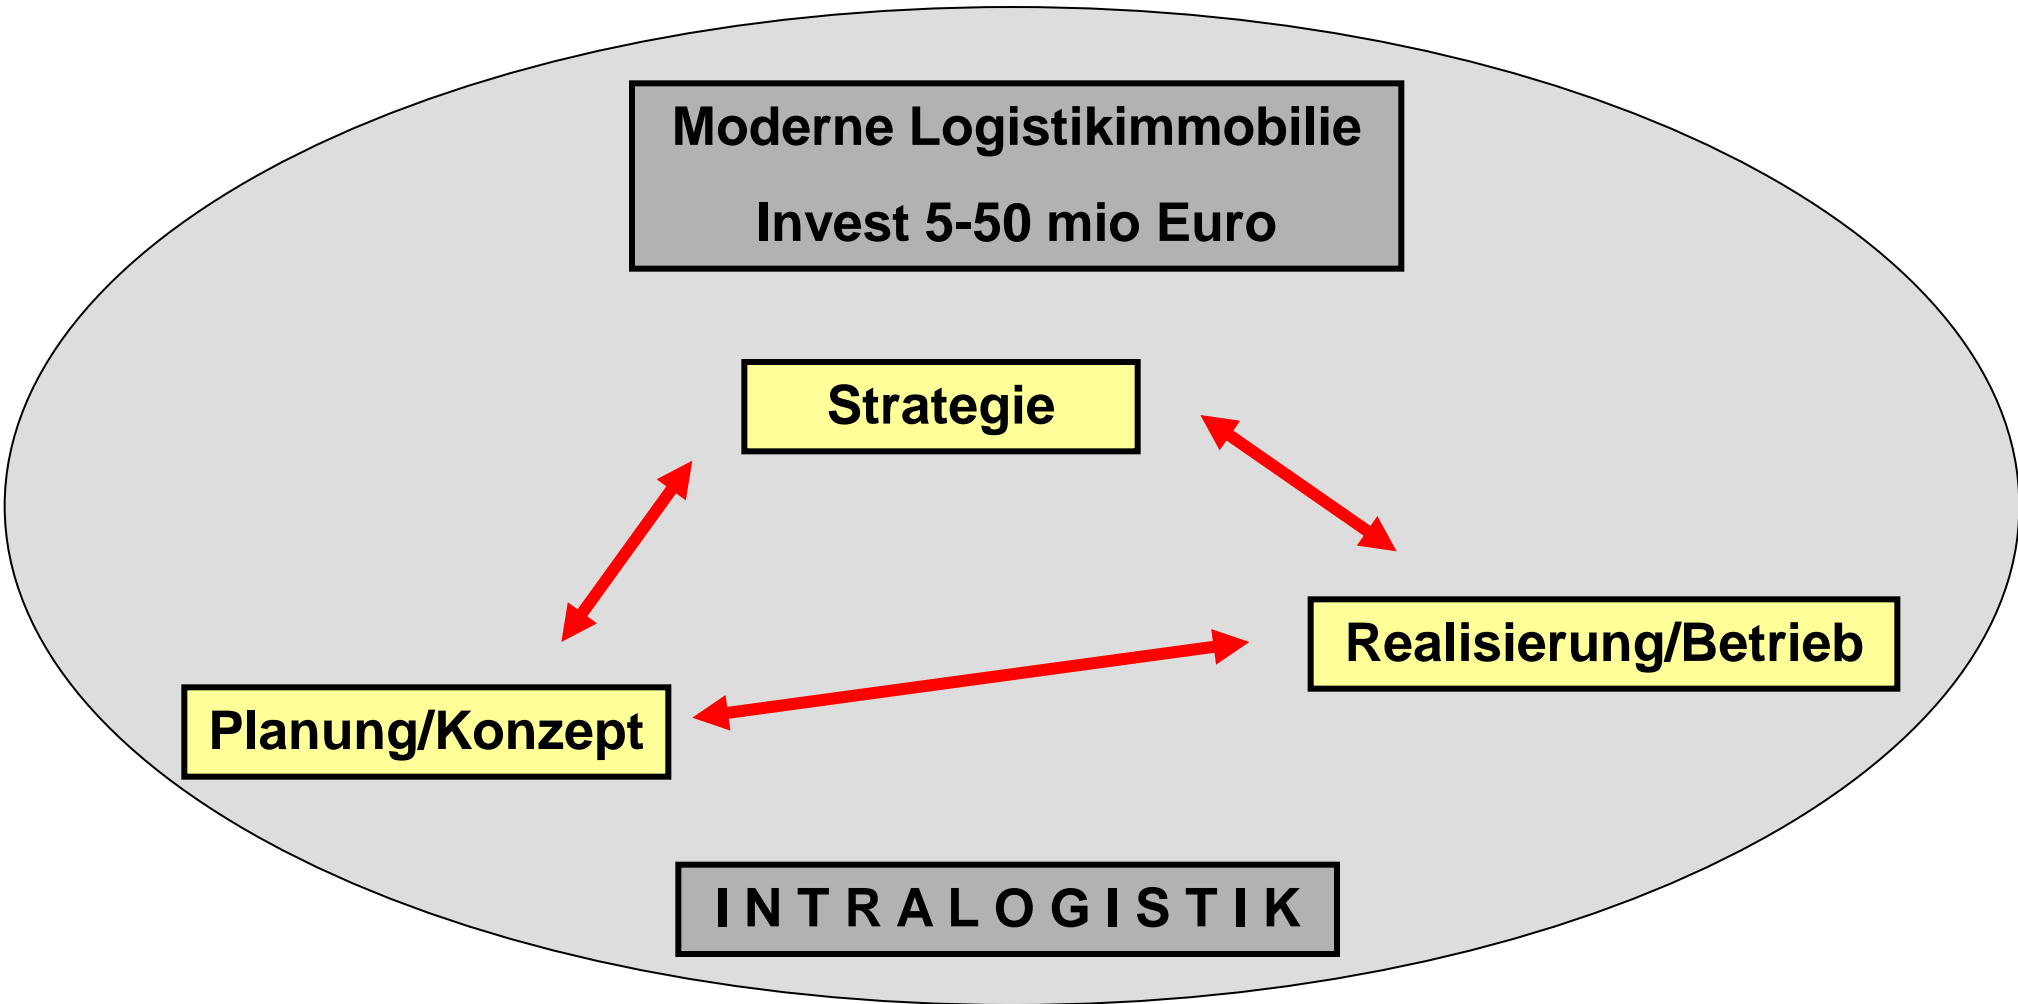 Moderne Logistikimmobilie
Invest 5-50 mio Euro
Strategie
Realisierung/Betrieb
Planung/Konzept
I N T R A L O G I S T I K